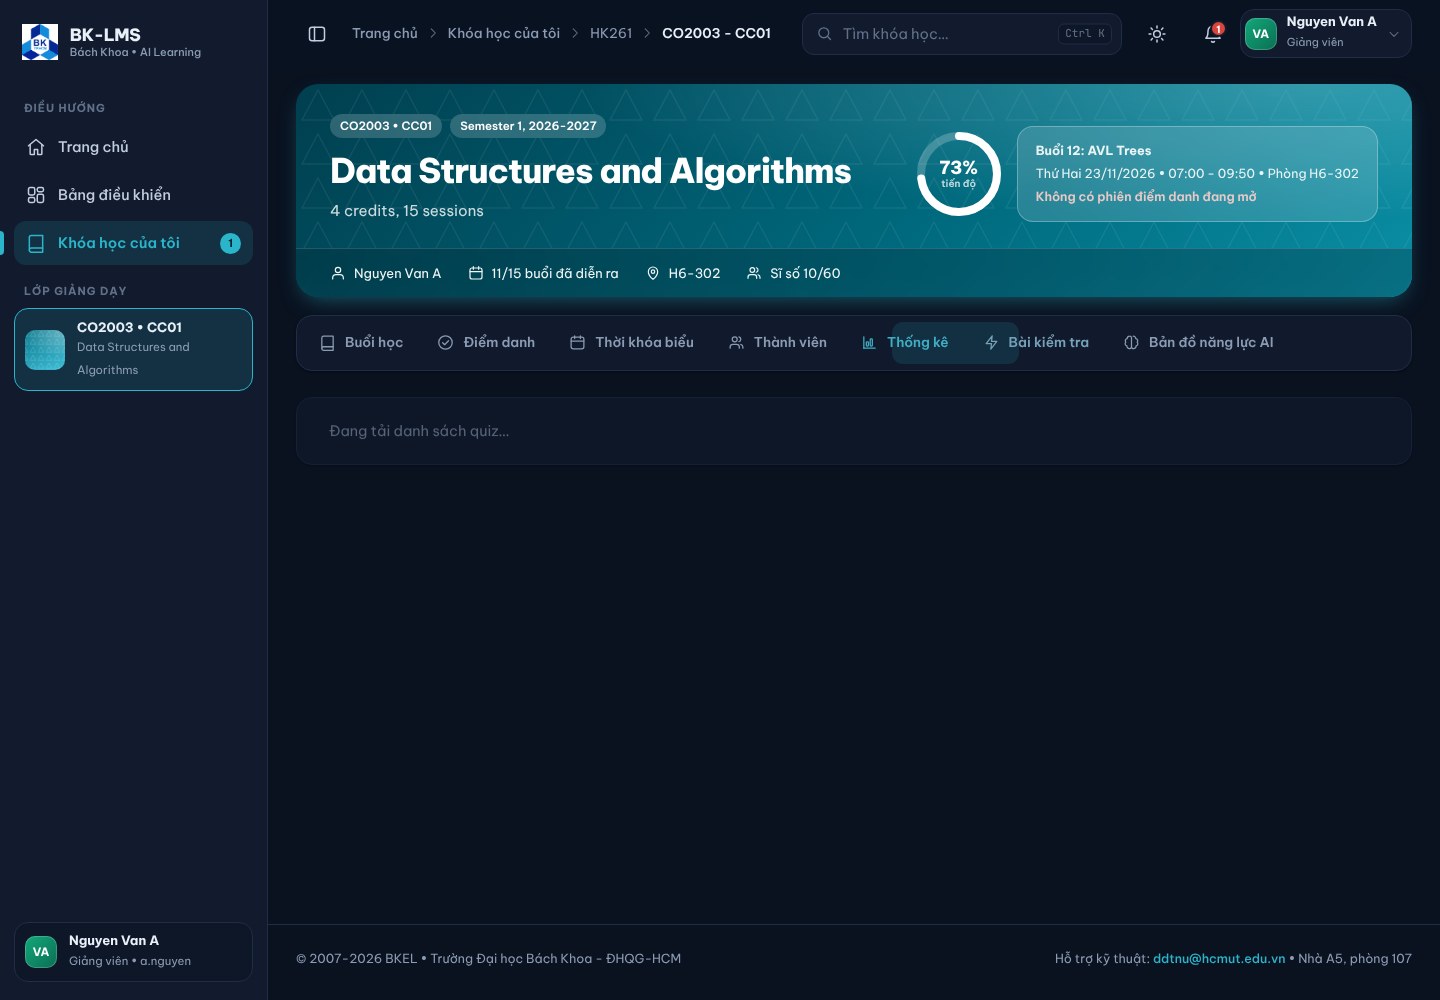 BK
BK-LMS
Bách Khoa • AI Learning
ĐIỀU HƯỚNG
Trang chủ
Bảng điều khiển
Khóa học của tôi 1
LỚP GIẢNG DẠY
CO2003 • CC01
Data Structures and
Algorithms
VA
Nguyen Van A
Giảng viên • a.nguyen
Trang chủ > Khóa học của tôi > HK261 > CO2003 - CC01
Tìm khóa học... Ctrl K
1
VA
Nguyen Van A
Giảng viên
CO2003 • CC01 Semester 1, 2026-2027
Data Structures and Algorithms
4 credits, 15 sessions
73%
tiến độ
Buổi 12: AVL Trees
Thứ Hai 23/11/2026 • 07:00 - 09:50 • Phòng H6-302
Không có phiên điểm danh đang mở
Nguyen Van A 11/15 buổi đã diễn ra H6-302 Sĩ số 10/60
Buổi học Điểm danh Thời khóa biểu Thành viên Thống kê Bài kiểm tra Bản đồ năng lực AI
Đang tải danh sách quiz...
© 2007-2026 BKEL • Trường Đại học Bách Khoa - ĐHQG-HCM
Hỗ trợ kỹ thuật: ddtnu@hcmut.edu.vn • Nhà A5, phòng 107